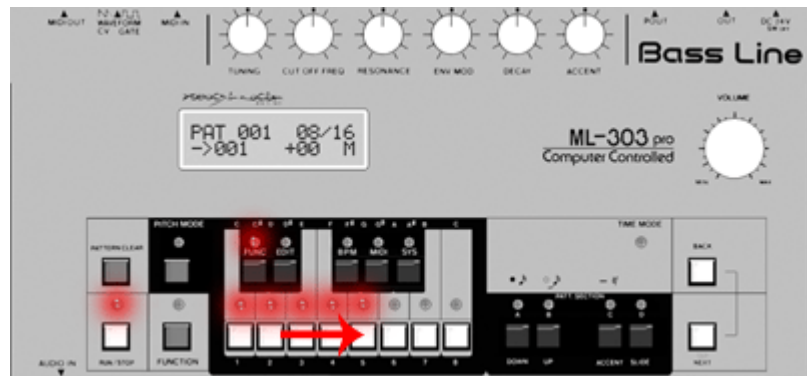 MIDI OUT WAVEFORM MIDI IN
CV GATE
OUT DC 24V
Bass Line
TUNING CUT OFF FREQ RESONANCE ENV MOD DECAY ACCENT
VOLUME
PAT 001 08/16
->001 +00 M
ML-303 pro
Computer Controlled
MIN MAX
PITCH MODE C C# D D# E F F# G G# A A# B C TIME MODE
PATTERN CLEAR FUNC EDIT BPM MIDI SYS BACK
PATT SECTION
A B C D
RUN/STOP FUNCTION 1 2 3 4 5 6 7 8 DOWN UP ACCENT SLIDE NEXT
AUDIO IN